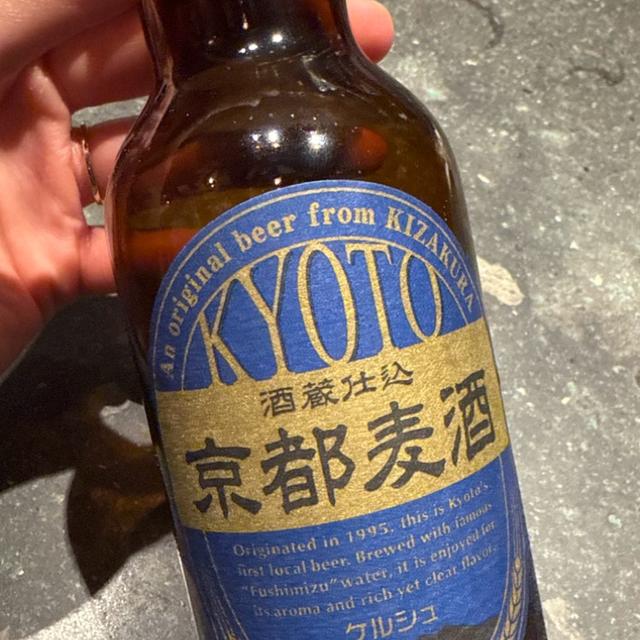 An original beer from KIZAKURA
KYOTO
酒蔵仕込
京都麦酒
Originated in 1995, this is Kyoto's
first local beer. Brewed with famous
"Fushimizu" water, it is enjoyed for
its aroma and rich yet clear flavor.
ケルシュ